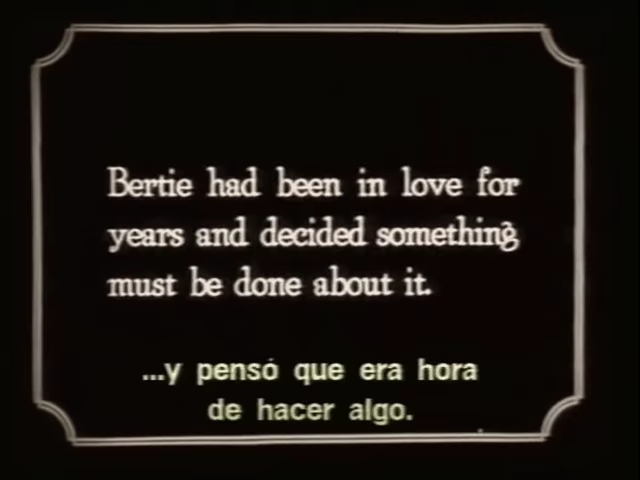 Bertie had been in love for
years and decided something
must be done about it.
...y pensó que era hora
de hacer algo.